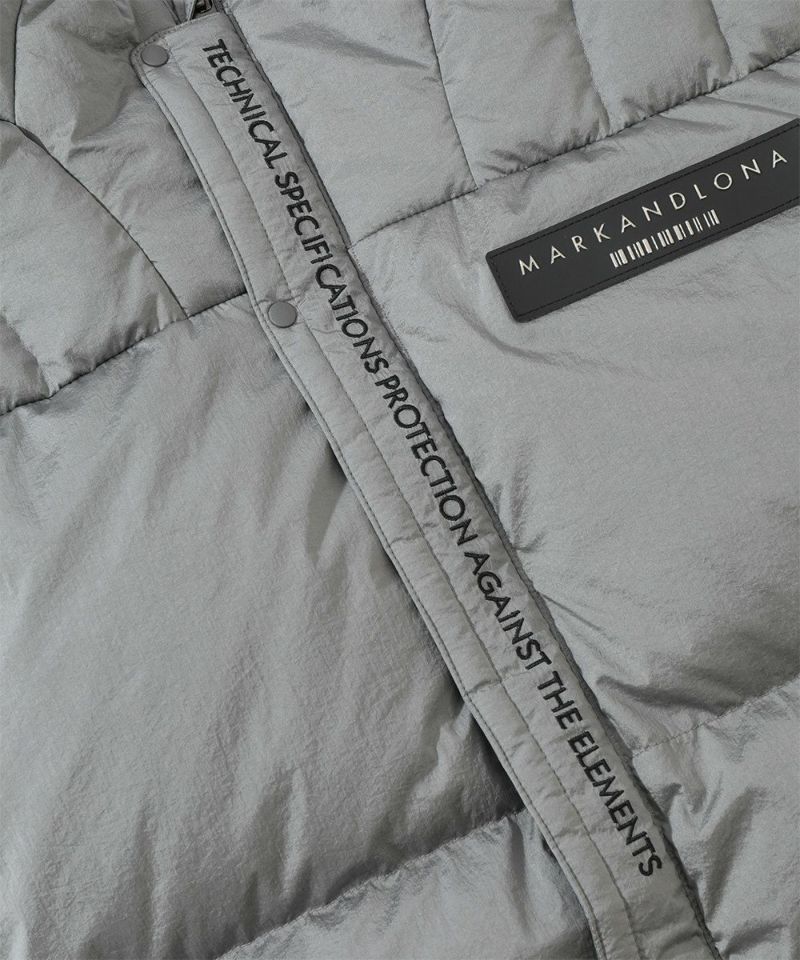 TECHNICAL SPECIFICATIONS PROTECTION AGAINST THE ELEMENTS
MARKANDLONA